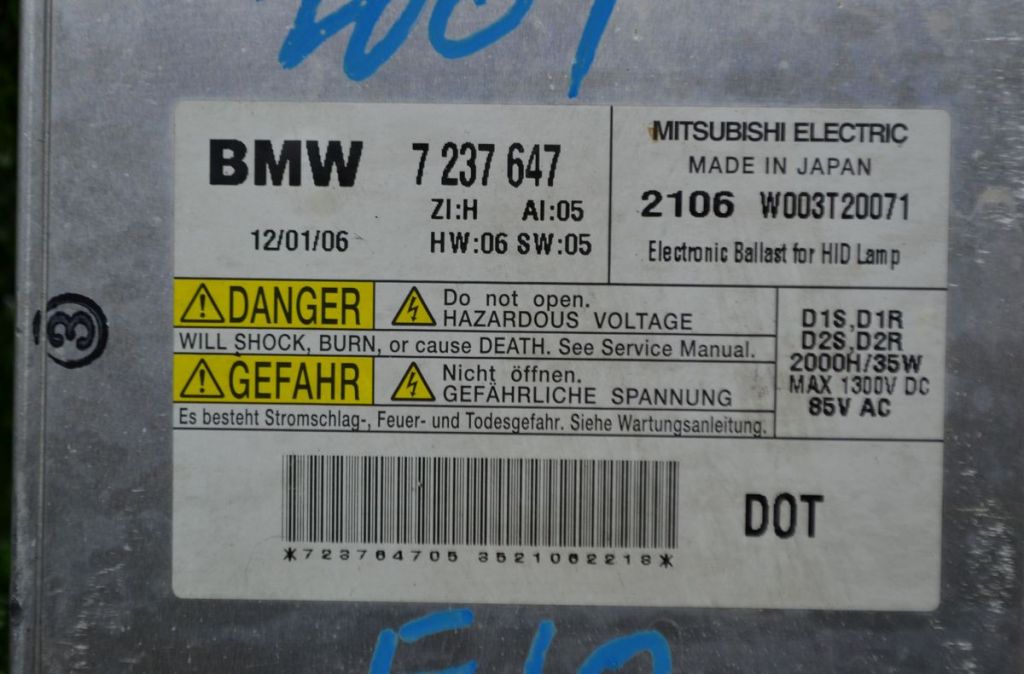 BMW 7 237 647
ZI:H AI:05
12/01/06 HW:06 SW:05
MITSUBISHI ELECTRIC
MADE IN JAPAN
2106 W003T20071
Electronic Ballast for HID Lamp
DANGER Do not open.
HAZARDOUS VOLTAGE
WILL SHOCK, BURN, or cause DEATH. See Service Manual.
GEFAHR Nicht öffnen.
GEFÄHRLICHE SPANNUNG
Es besteht Stromschlag-, Feuer- und Todesgefahr. Siehe Wartungsanleitung.
D1S,D1R
D2S,D2R
2000H/35W
MAX 1300V DC
85V AC
*723764705 3521062218*
DOT